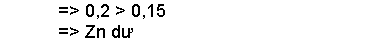 => 0,2 > 0,15
=> Zn dư